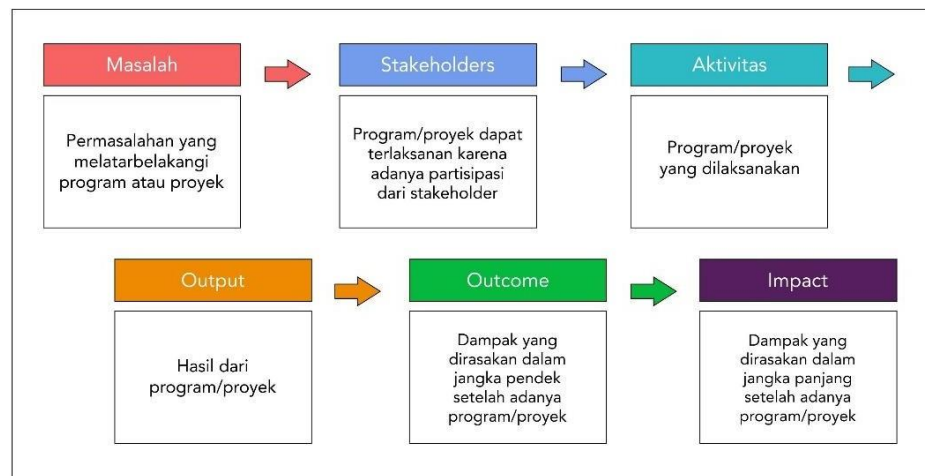 Masalah
Permasalahan yang
melatarbelakangi
program atau proyek
Stakeholders
Program/proyek dapat
terlaksanan karena
adanya partisipasi
dari stakeholder
Aktivitas
Program/proyek
yang dilaksanakan
Output
Hasil dari
program/proyek
Outcome
Dampak yang
dirasakan dalam
jangka pendek
setelah adanya
program/proyek
Impact
Dampak yang
dirasakan dalam
jangka panjang
setelah adanya
program/proyek